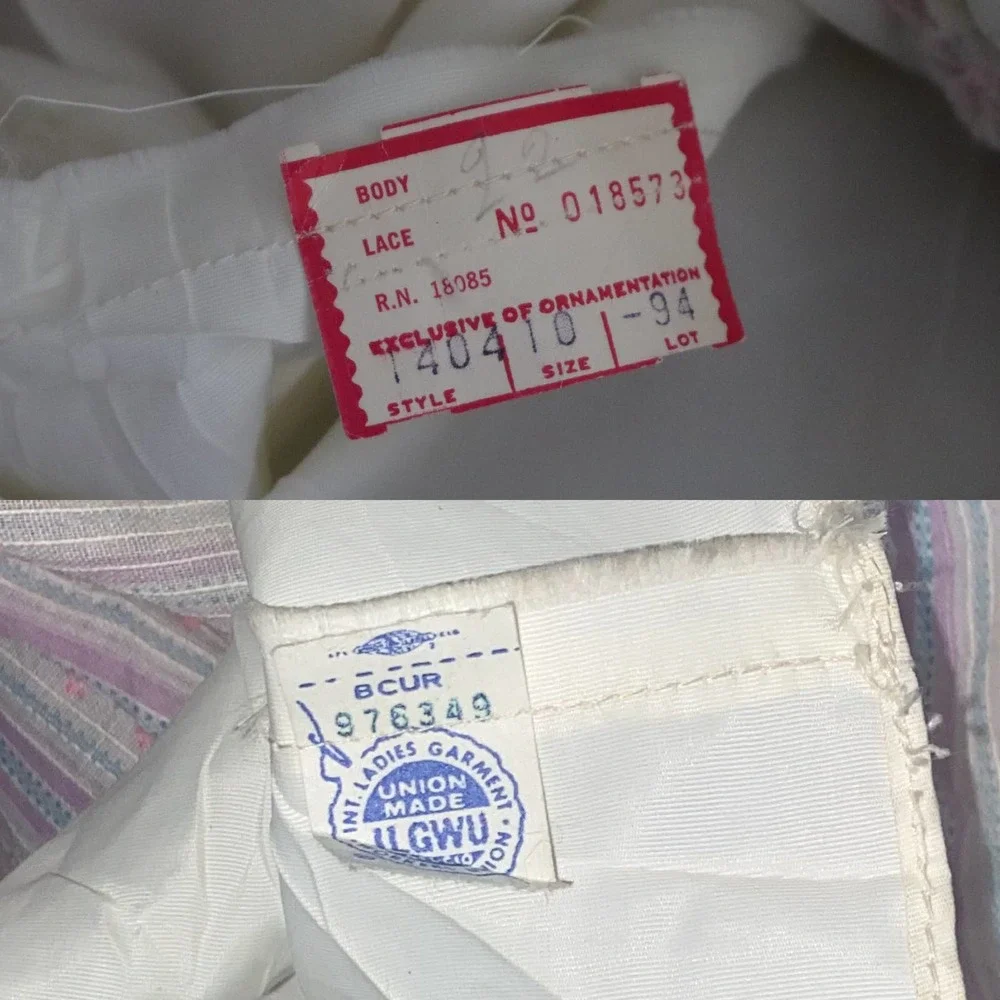 BODY
LACE
Nº 018573
R.N. 18085
EXCLUSIVE OF ORNAMENTATION
140410 -94
STYLE SIZE LOT
BCUR
976349
INT. LADIES GARMENT
UNION
MADE
ILGWU